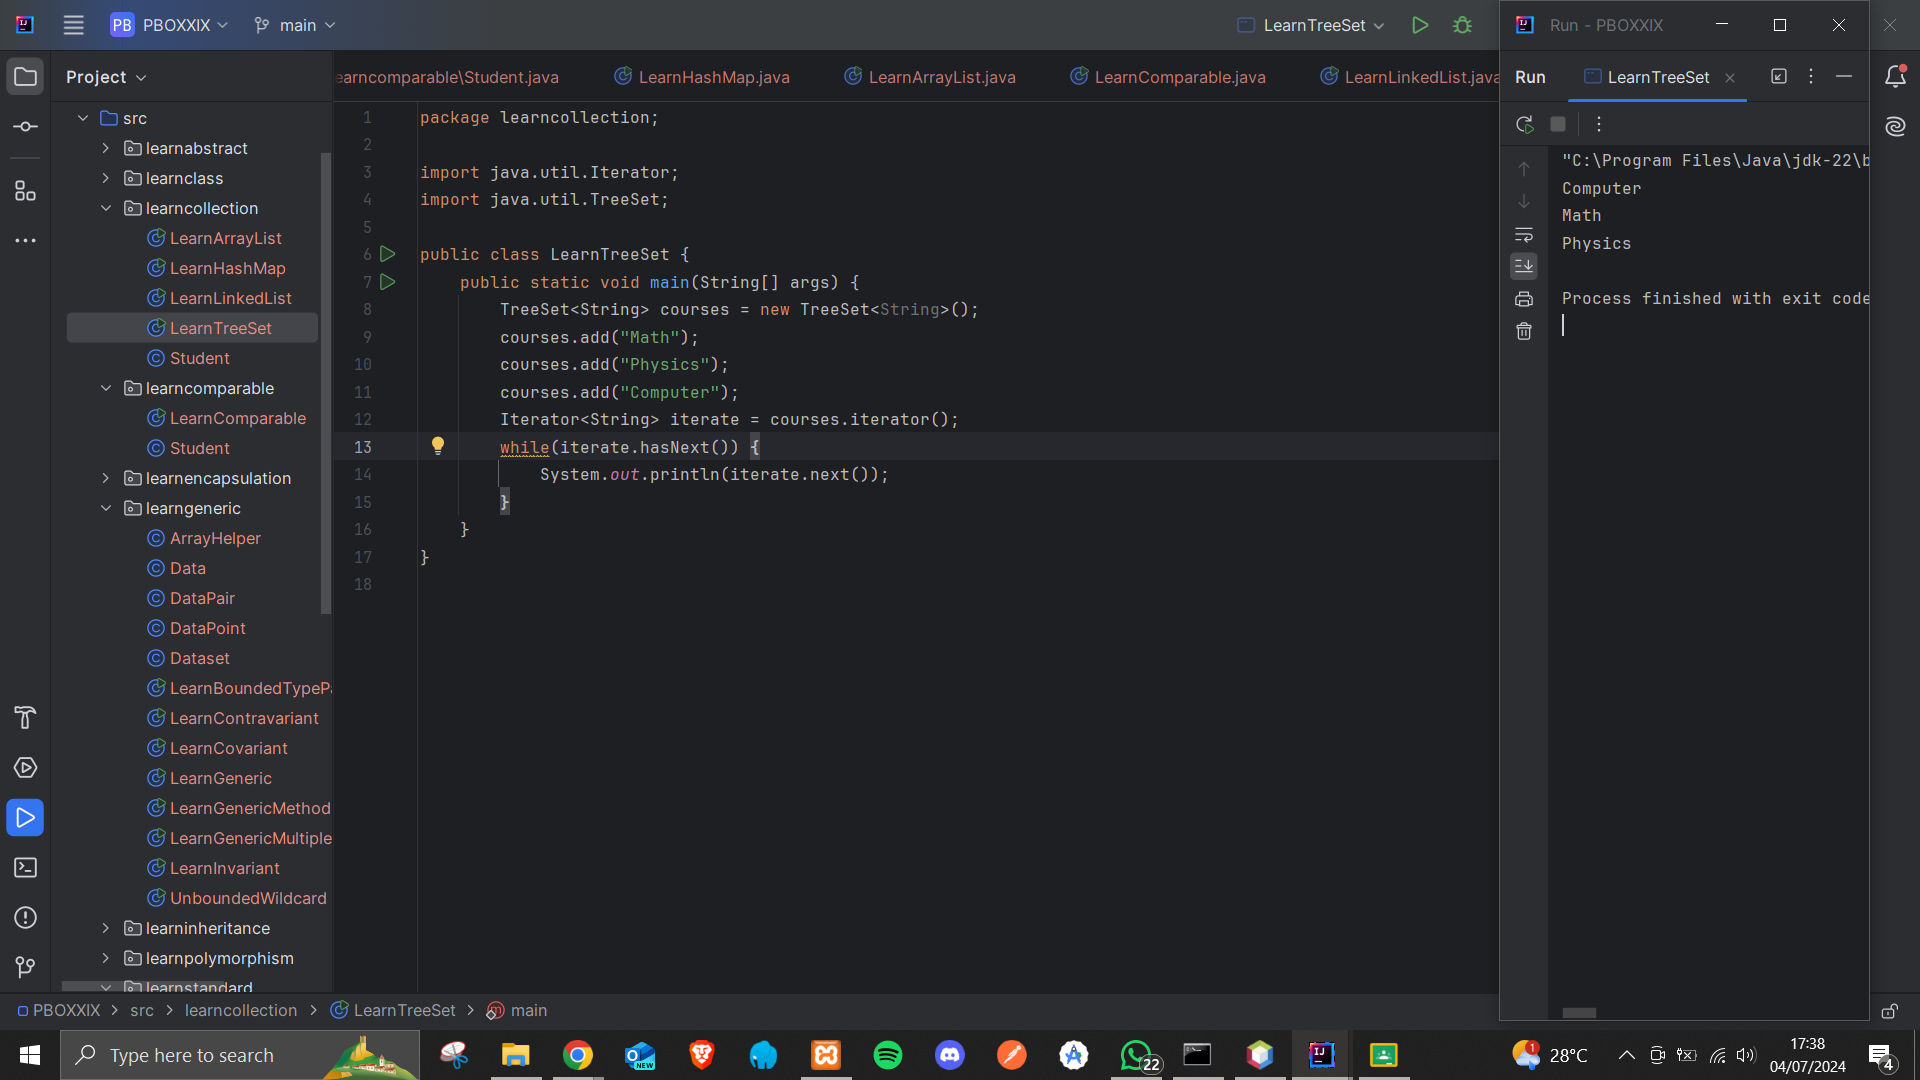 PB PBOXXIX main LearnTreeSet
Run - PBOXXIX
Project
earncomparable\Student.java LearnHashMap.java LearnArrayList.java LearnComparable.java LearnLinkedList.java
Run LearnTreeSet
src
learnabstract
learnclass
learncollection
LearnArrayList
LearnHashMap
LearnLinkedList
LearnTreeSet
Student
learncomparable
LearnComparable
Student
learnencapsulation
learngeneric
ArrayHelper
Data
DataPair
DataPoint
Dataset
LearnBoundedTypePa
LearnContravariant
LearnCovariant
LearnGeneric
LearnGenericMethod
LearnGenericMultiple
LearnInvariant
UnboundedWildcard
learninheritance
learnpolymorphism
learnstandard
1 package learncollection;
2
3 import java.util.Iterator;
4 import java.util.TreeSet;
5
6 public class LearnTreeSet {
7 public static void main(String[] args) {
8 TreeSet<String> courses = new TreeSet<String>();
9 courses.add("Math");
10 courses.add("Physics");
11 courses.add("Computer");
12 Iterator<String> iterate = courses.iterator();
13 while(iterate.hasNext()) {
14 System.out.println(iterate.next());
15 }
16 }
17 }
18
"C:\Program Files\Java\jdk-22\b
Computer
Math
Physics
Process finished with exit code
PBOXXIX > src > learncollection > LearnTreeSet > main
Type here to search
NEW
22
1
28°C
17:38
04/07/2024
4